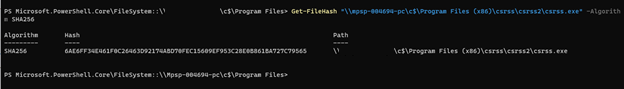 PS Microsoft.PowerShell.Core\FileSystem::\\ \c$\Program Files> Get-FileHash "\\mpsp-004694-pc\c$\Program Files (x86)\csrss\csrss2\csrss.exe" -Algorith
m SHA256
Algorithm Hash Path
--------- ---- ----
SHA256 6AE6FF34E461F0C26463D92174ABD70FEC15609EF953C28E0B861BA727C79565 \\ \c$\Program Files (x86)\csrss\csrss2\csrss.exe
PS Microsoft.PowerShell.Core\FileSystem::\\Mpsp-004694-pc\c$\Program Files>